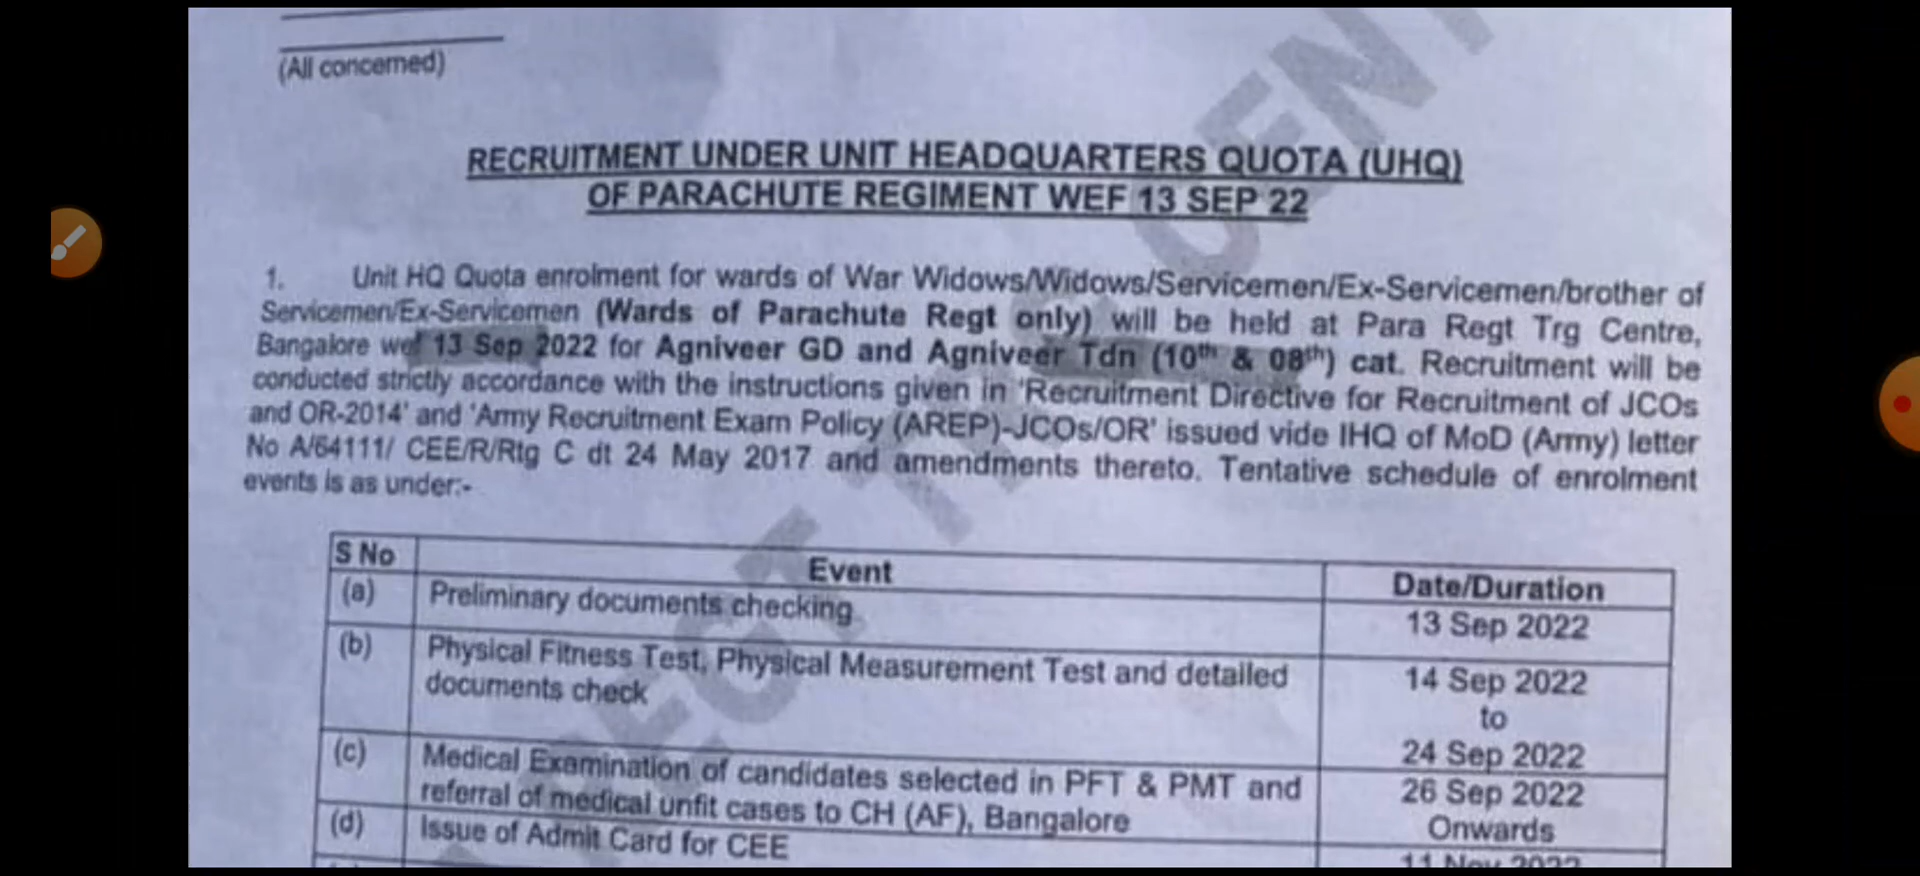 (All concerned)
RECRUITMENT UNDER UNIT HEADQUARTERS QUOTA (UHQ)
OF PARACHUTE REGIMENT WEF 13 SEP 22
1. Unit HQ Quota enrolment for wards of War Widows/Widows/Servicemen/Ex-Servicemen/brother of
Servicemen/Ex-Servicemen (Wards of Parachute Regt only) will be held at Para Regt Trg Centre,
Bangalore wef 13 Sep 2022 for Agniveer GD and Agniveer Tdn (10th & 08th) cat. Recruitment will be
conducted strictly accordance with the instructions given in 'Recruitment Directive for Recruitment of JCOs
and OR-2014' and 'Army Recruitment Exam Policy (AREP)-JCOs/OR' issued vide IHQ of MoD (Army) letter
No A/64111/ CEE/R/Rtg C dt 24 May 2017 and amendments thereto. Tentative schedule of enrolment
events is as under:-
S No Event Date/Duration
(a) Preliminary documents checking 13 Sep 2022
(b) Physical Fitness Test, Physical Measurement Test and detailed 14 Sep 2022
documents check to
24 Sep 2022
(c) Medical Examination of candidates selected in PFT & PMT and 26 Sep 2022
referral of medical unfit cases to CH (AF), Bangalore Onwards
(d) Issue of Admit Card for CEE 11 Nov 2022